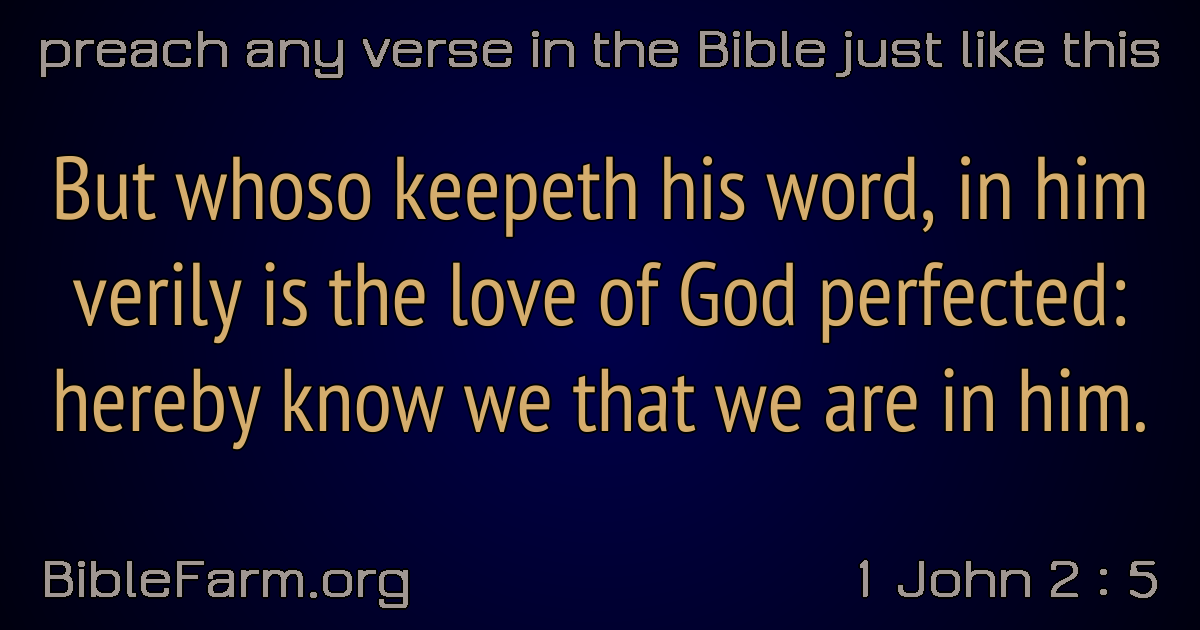 preach any verse in the Bible just like this
But whoso keepeth his word, in him
verily is the love of God perfected:
hereby know we that we are in him.
BibleFarm.org
1 John 2 : 5